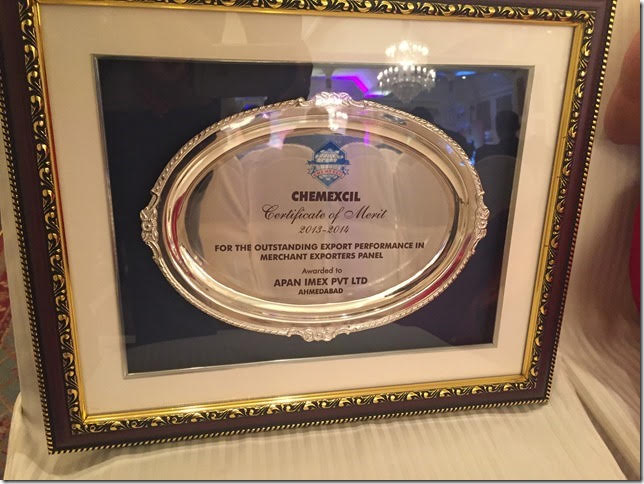 CHEMEXCIL
Certificate of Merit
2013-2014
FOR THE OUTSTANDING EXPORT PERFORMANCE IN
MERCHANT EXPORTERS PANEL
Awarded to
APAN IMEX PVT LTD
AHMEDABAD